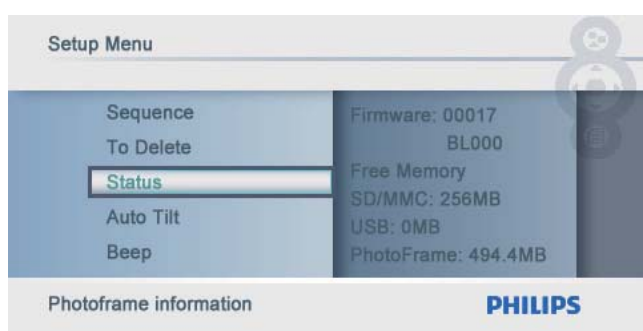 Setup Menu
Sequence
To Delete
Status
Auto Tilt
Beep
Firmware: 00017
BL000
Free Memory
SD/MMC: 256MB
USB: 0MB
PhotoFrame: 494.4MB
Photoframe information
PHILIPS